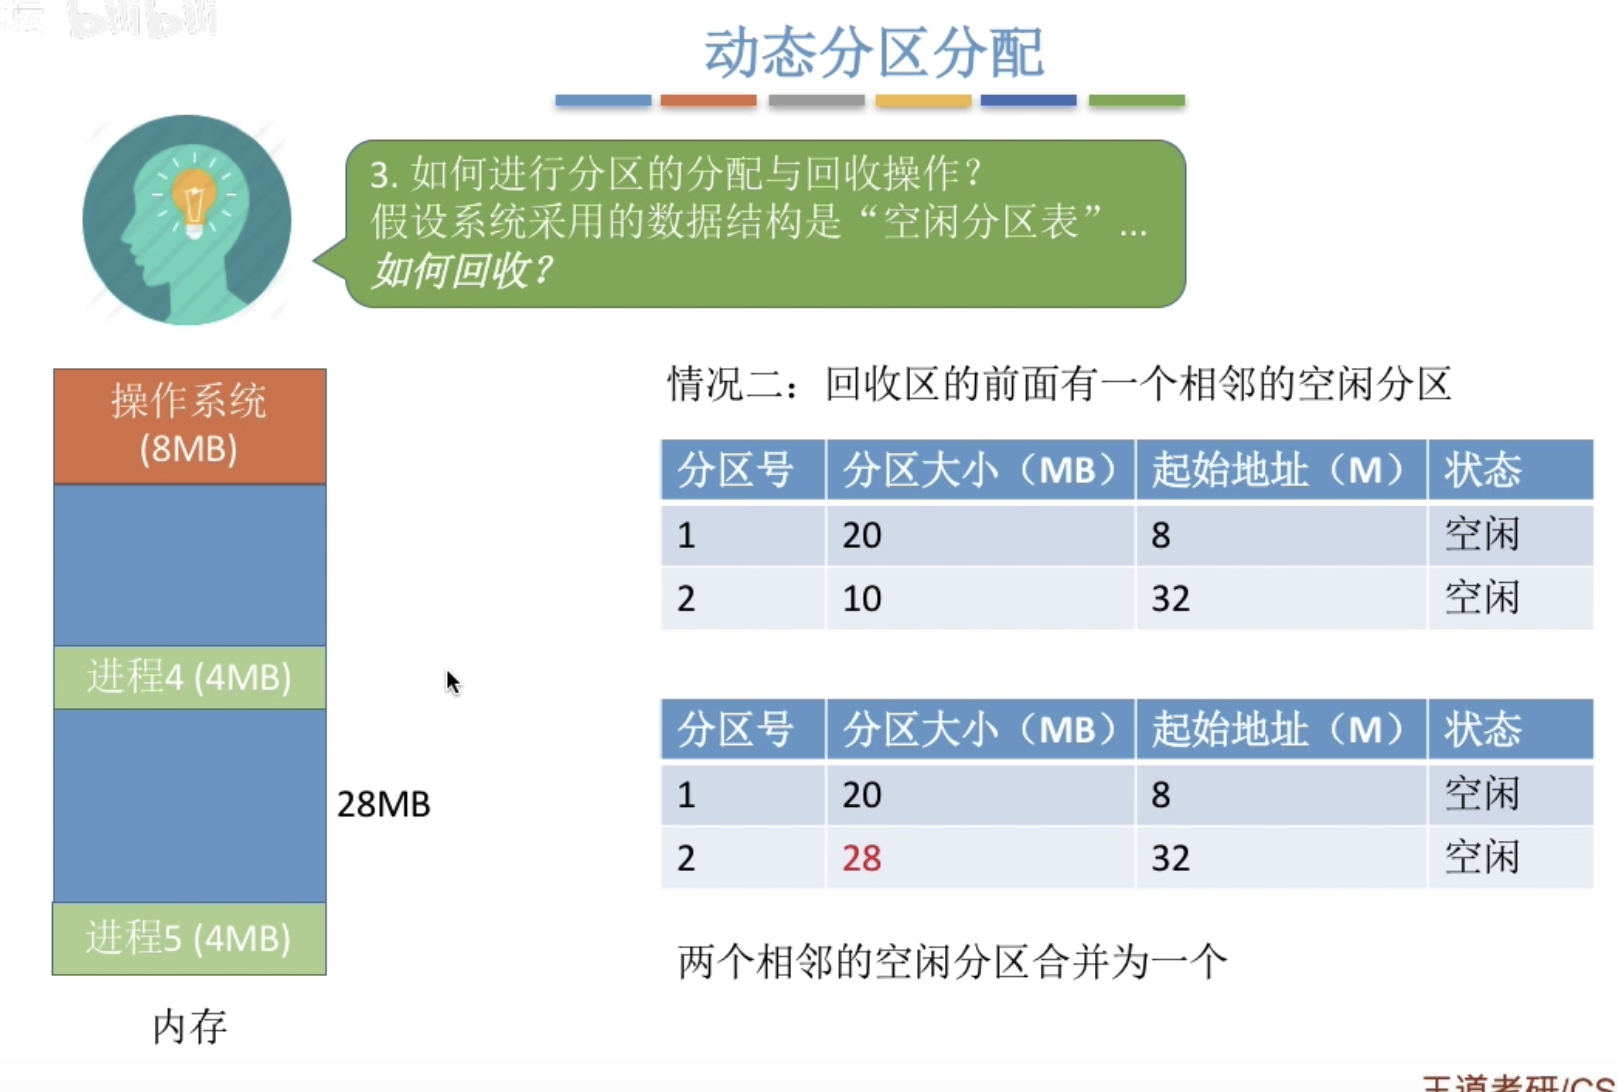 bilibili
动态分区分配
3. 如何进行分区的分配与回收操作？
假设系统采用的数据结构是“空闲分区表”...
如何回收？
操作系统
(8MB)
进程4 (4MB)
28MB
进程5 (4MB)
内存
情况二：回收区的前面有一个相邻的空闲分区
分区号 分区大小（MB） 起始地址（M） 状态
1 20 8 空闲
2 10 32 空闲
分区号 分区大小（MB） 起始地址（M） 状态
1 20 8 空闲
2 28 32 空闲
两个相邻的空闲分区合并为一个
王道考研/CS